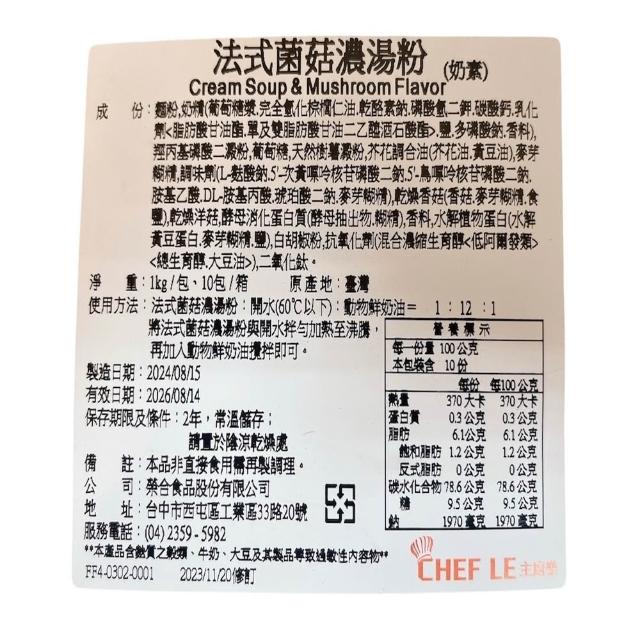 法式菌菇濃湯粉 (奶素)
Cream Soup & Mushroom Flavor
成 份:麵粉,奶精(葡萄糖漿,完全氫化棕櫚仁油,乾酪素鈉,磷酸氫二鉀,碳酸鈣,乳化
劑<脂肪酸甘油酯,單及雙脂肪酸甘油二乙醯酒石酸酯>,鹽,多磷酸鈉,香料),
羥丙基磷酸二澱粉,葡萄糖,天然樹薯澱粉,芥花調合油(芥花油,黃豆油),麥芽
糊精,調味劑(L-麩酸鈉,5'-次黃嘌呤核苷磷酸二鈉,5'-鳥嘌呤核苷磷酸二鈉,
胺基乙酸,DL-胺基丙酸,琥珀酸二鈉,麥芽糊精),乾燥香菇(香菇,麥芽糊精,食
鹽),乾燥洋菇,酵母消化蛋白質(酵母抽出物,糊精),香料,水解植物蛋白(水解
黃豆蛋白,麥芽糊精,鹽),白胡椒粉,抗氧化劑(混合濃縮生育醇<低阿爾發類>
<總生育醇,大豆油>),二氧化鈦。
淨 重:1kg/包、10包/箱 原產地:臺灣
使用方法:法式菌菇濃湯粉:開水(60℃以下):動物鮮奶油= 1:12:1
將法式菌菇濃湯粉與開水拌勻加熱至沸騰,
再加入動物鮮奶油攪拌即可。
製造日期:2024/08/15
有效日期:2026/08/14
保存期限及條件:2年,常溫儲存;
請置於陰涼乾燥處
備 註:本品非直接食用需再製調理。
公 司:榮合食品股份有限公司
地 址:台中市西屯區工業區33路20號
服務電話:(04) 2359-5982
**本產品含麩質之穀類、牛奶、大豆及其製品等致過敏性內容物**
FF4-0302-0001 2023/11/20修訂
營養標示
每一份量 100公克
本包裝含 10份
每份 每100公克
熱量 370大卡 370大卡
蛋白質 0.3公克 0.3公克
脂肪 6.1公克 6.1公克
飽和脂肪 1.2公克 1.2公克
反式脂肪 0公克 0公克
碳水化合物 78.6公克 78.6公克
糖 9.5公克 9.5公克
鈉 1970毫克 1970毫克
CHEF LE 主廚樂